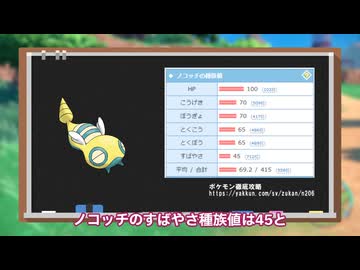 ノコッチの種族値
HP 100
こうげき 70
ぼうぎょ 70
とくこう 65
とくぼう 65
すばやさ 45
平均 / 合計 69.2 / 415
ポケモン徹底攻略
https://yakkun.com/sv/zukan/n206
ノコッチのすばやさ種族値は45と